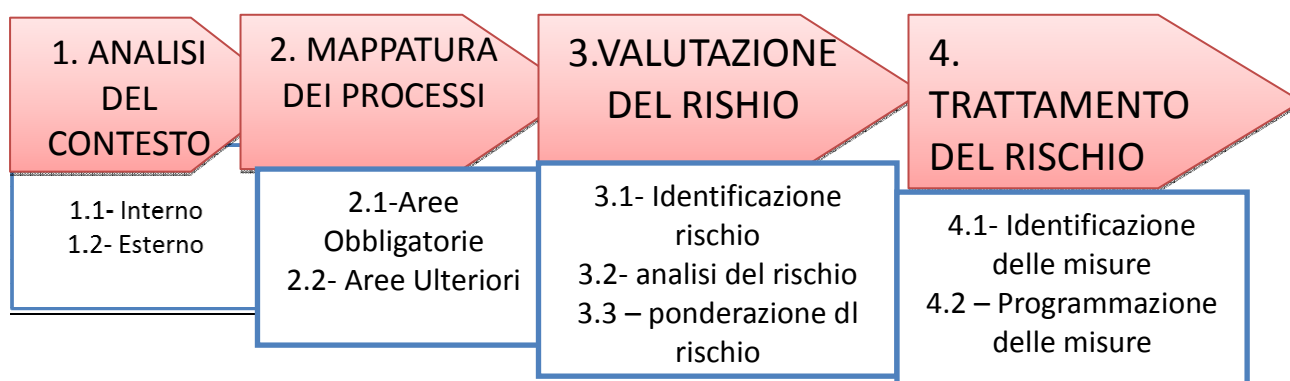 1. ANALISI
DEL
CONTESTO
1.1- Interno
1.2- Esterno
2. MAPPATURA
DEI PROCESSI
2.1-Aree
Obbligatorie
2.2- Aree Ulteriori
3.VALUTAZIONE
DEL RISHIO
3.1- Identificazione
rischio
3.2- analisi del rischio
3.3 – ponderazione dl
rischio
4.
TRATTAMENTO
DEL RISCHIO
4.1- Identificazione
delle misure
4.2 – Programmazione
delle misure